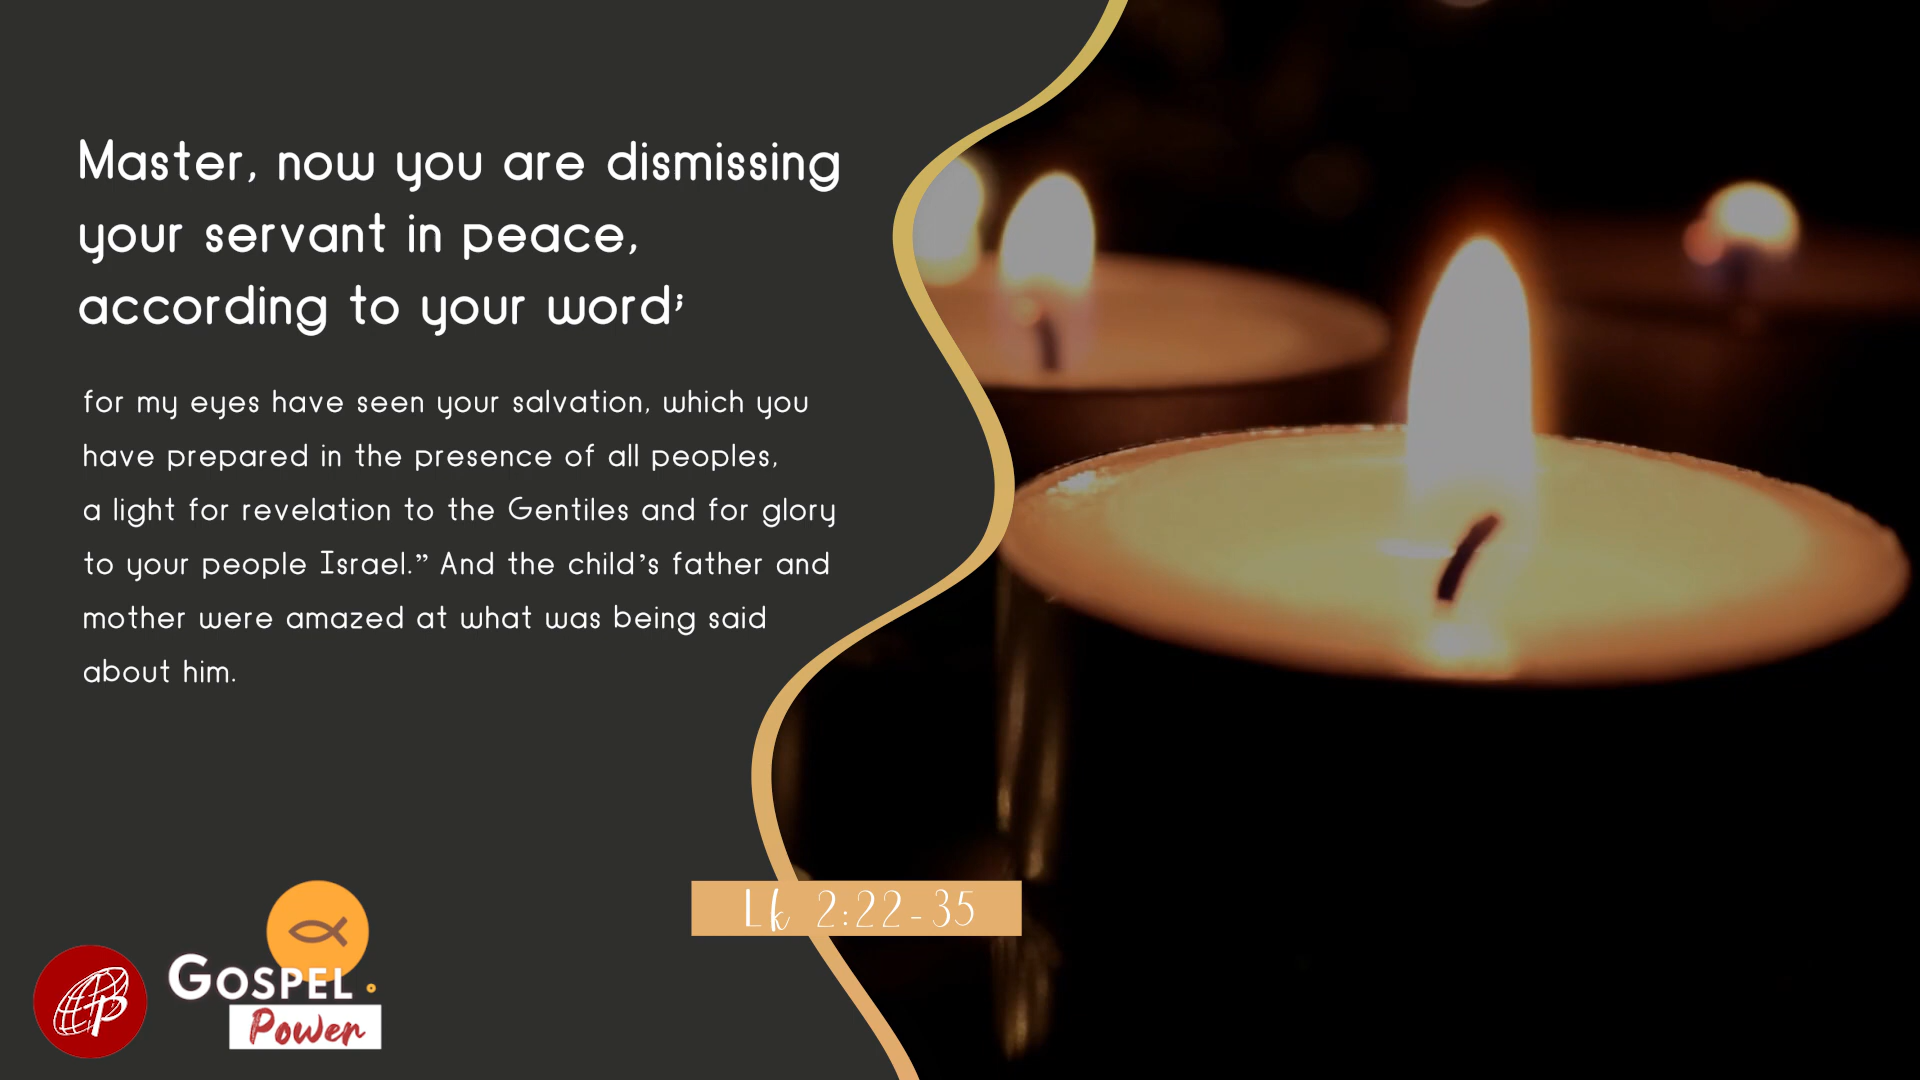 Master, now you are dismissing
your servant in peace,
according to your word;
for my eyes have seen your salvation, which you
have prepared in the presence of all peoples,
a light for revelation to the Gentiles and for glory
to your people Israel.” And the child’s father and
mother were amazed at what was being said
about him.
Lk 2:22-35
GOSPEL
Power